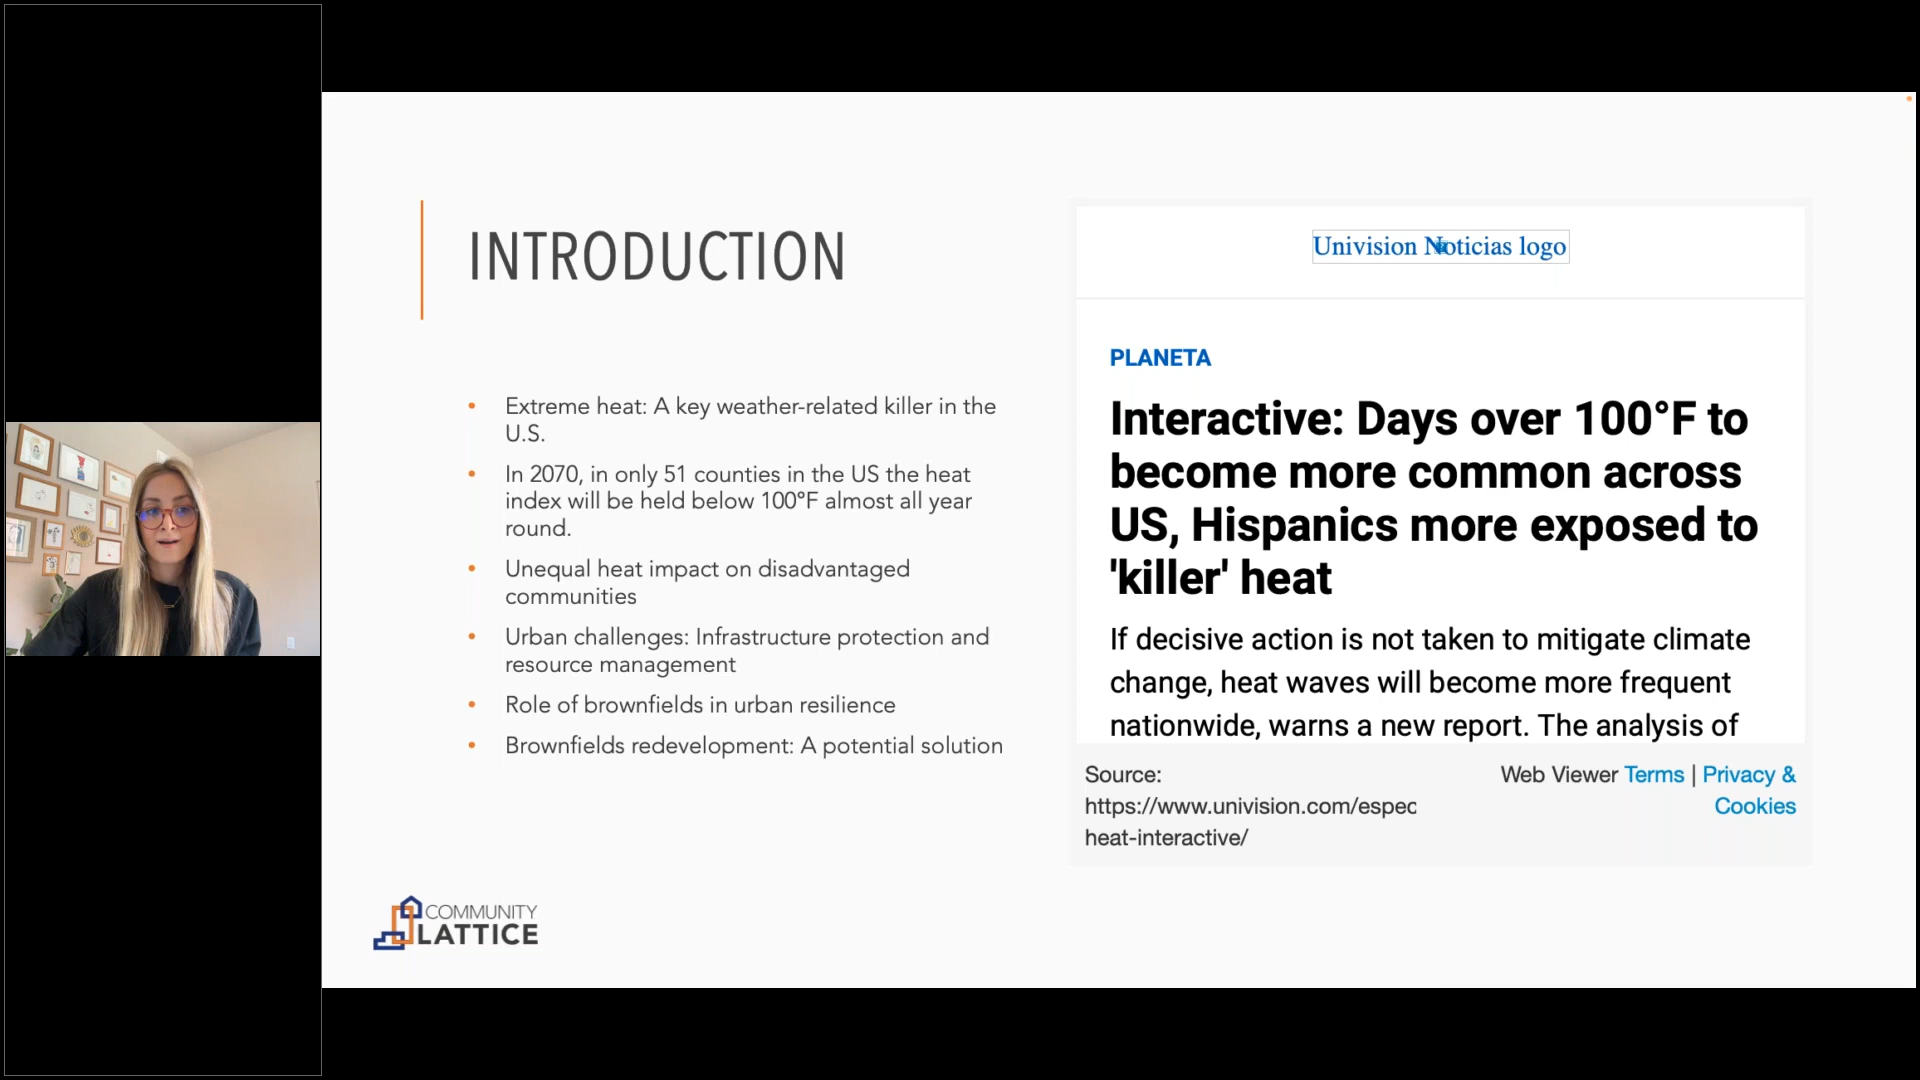 INTRODUCTION
• Extreme heat: A key weather-related killer in the
U.S.
• In 2070, in only 51 counties in the US the heat
index will be held below 100°F almost all year
round.
• Unequal heat impact on disadvantaged
communities
• Urban challenges: Infrastructure protection and
resource management
• Role of brownfields in urban resilience
• Brownfields redevelopment: A potential solution
COMMUNITY
LATTICE
Univision Noticias logo
PLANETA
Interactive: Days over 100°F to
become more common across
US, Hispanics more exposed to
'killer' heat
If decisive action is not taken to mitigate climate
change, heat waves will become more frequent
nationwide, warns a new report. The analysis of
Source:
https://www.univision.com/espec
heat-interactive/
Web Viewer Terms | Privacy &
Cookies